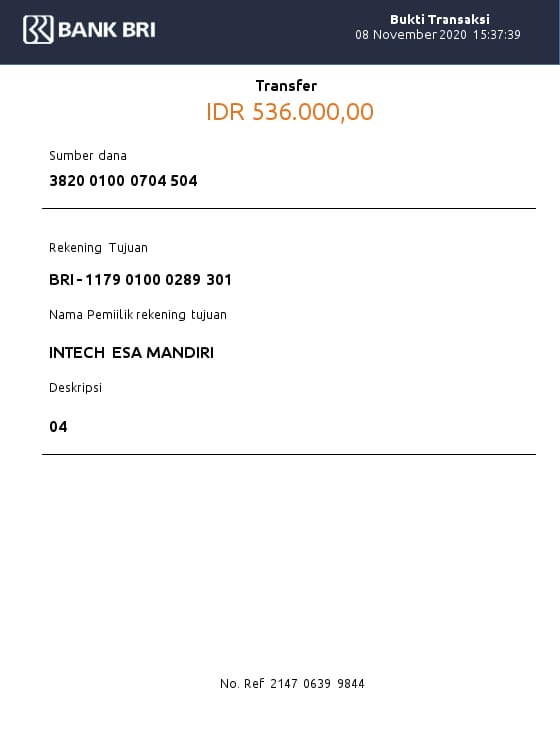 BANK BRI
Bukti Transaksi
08 November 2020 15:37:39
Transfer
IDR 536.000,00
Sumber dana
3820 0100 0704 504
Rekening Tujuan
BRI - 1179 0100 0289 301
Nama Pemiilik rekening tujuan
INTECH ESA MANDIRI
Deskripsi
04
No. Ref 2147 0639 9844